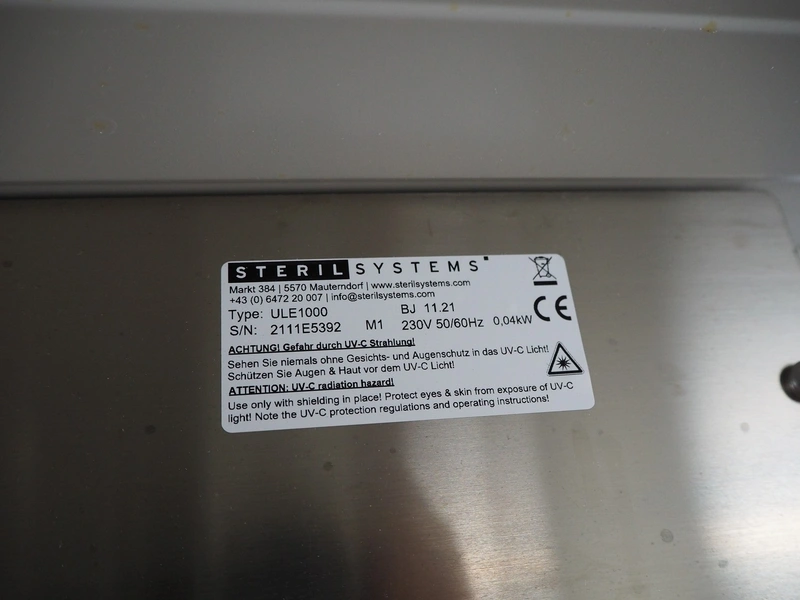 STERILSYSTEMS
Markt 384 | 5570 Mauterndorf | www.sterilsystems.com
+43 (0) 6472 20 007 | info@sterilsystems.com
Type: ULE1000 BJ 11.21
S/N: 2111E5392 M1 230V 50/60Hz 0,04kW
CE
ACHTUNG! Gefahr durch UV-C Strahlung!
Sehen Sie niemals ohne Gesichts- und Augenschutz in das UV-C Licht!
Schützen Sie Augen & Haut vor dem UV-C Licht!
ATTENTION: UV-C radiation hazard!
Use only with shielding in place! Protect eyes & skin from exposure of UV-C
light! Note the UV-C protection regulations and operating instructions!